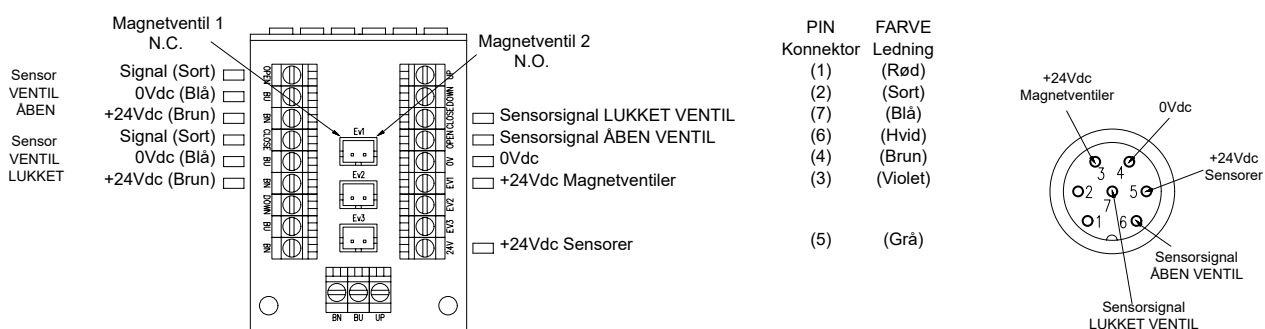 Magnetventil 1
N.C.
Magnetventil 2
N.O.
Sensor
VENTIL
ÅBEN
Signal (Sort)
0Vdc (Blå)
+24Vdc (Brun)
Sensor
VENTIL
LUKKET
Signal (Sort)
0Vdc (Blå)
+24Vdc (Brun)
OPEN
BU
BN
CLOSE
BU
BN
DOWN
BU
BN
Ev1
Ev2
Ev3
BN BU UP
UP
DOWN
CLOSE
OPEN
0V
EV1
EV2
EV3
24V
Sensorsignal LUKKET VENTIL
Sensorsignal ÅBEN VENTIL
0Vdc
+24Vdc Magnetventiler
+24Vdc Sensorer
PIN FARVE
Konnektor Ledning
(1) (Rød)
(2) (Sort)
(7) (Blå)
(6) (Hvid)
(4) (Brun)
(3) (Violet)
(5) (Grå)
+24Vdc
Magnetventiler
0Vdc
+24Vdc
Sensorer
3 4
2 5
7
1 6
Sensorsignal
ÅBEN VENTIL
Sensorsignal
LUKKET VENTIL